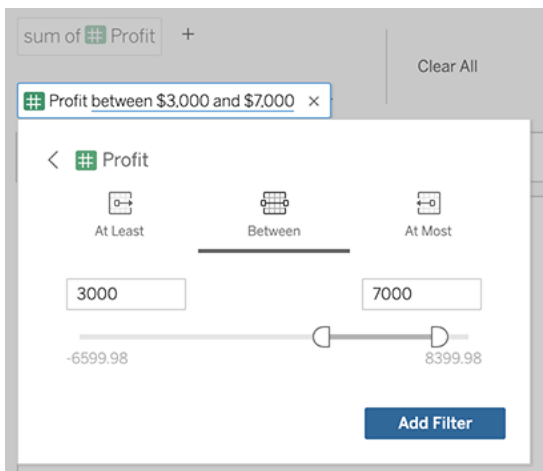 sum of Profit +
Clear All
Profit between $3,000 and $7,000 ×
Profit
At Least Between At Most
3000 7000
-6599.98 8399.98
Add Filter